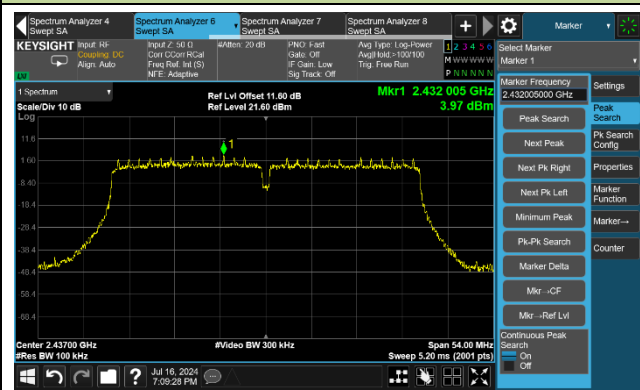 Spectrum Analyzer 4
Swept SA
Spectrum Analyzer 6
Swept SA
Spectrum Analyzer 7
Swept SA
Spectrum Analyzer 8
Swept SA
Marker
KEYSIGHT
Input: RF
Coupling: DC
Align: Auto
Input Z: 50 Ω
Corr CCorr RCal
Freq Ref: Int (S)
NFE: Adaptive
#Atten: 20 dB
PNO: Fast
Gate: Off
IF Gain: Low
Sig Track: Off
Avg Type: Log-Power
Avg|Hold:>100/100
Trig: Free Run
1 2 3 4 5 6
M W W W W W
P N N N N N
LU
Select Marker
Marker 1
1 Spectrum
Scale/Div 10 dB
Log
Ref Lvl Offset 11.60 dB
Ref Level 21.60 dBm
Mkr1 2.432 005 GHz
3.97 dBm
11.6
1.60
-8.40
-18.4
-28.4
-38.4
-48.4
-58.4
-68.4
1
Center 2.43700 GHz
#Res BW 100 kHz
#Video BW 300 kHz
Span 54.00 MHz
Sweep 5.20 ms (2001 pts)
Marker Frequency
2.432005000 GHz
Peak Search
Next Peak
Next Pk Right
Next Pk Left
Minimum Peak
Pk-Pk Search
Marker Delta
Mkr→CF
Mkr→Ref Lvl
Continuous Peak
Search
On
Off
Settings
Peak
Search
Pk Search
Config
Properties
Marker
Function
Marker→
Counter
Jul 16, 2024
7:09:28 PM